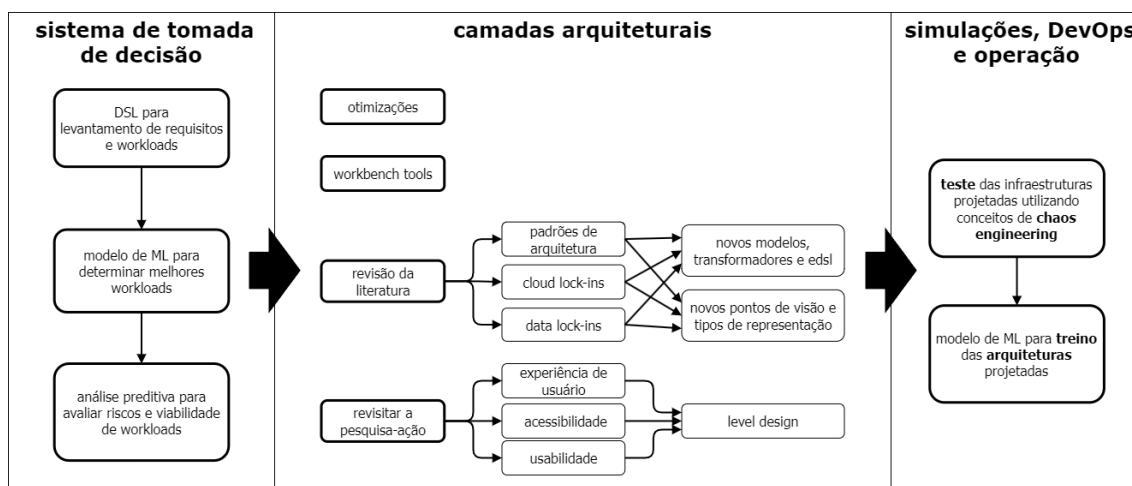 sistema de tomada
de decisão
DSL para
levantamento de requisitos
e workloads
modelo de ML para
determinar melhores
workloads
análise preditiva para
avaliar riscos e viabilidade
de workloads
camadas arquiteturais
otimizações
workbench tools
revisão da
literatura
padrões de
arquitetura
cloud lock-ins
data lock-ins
novos modelos,
transformadores e edsl
novos pontos de visão e
tipos de representação
revisitar a
pesquisa-ação
experiência de
usuário
acessibilidade
usabilidade
level design
simulações, DevOps
e operação
teste das infraestruturas
projetadas utilizando
conceitos de chaos
engineering
modelo de ML para treino
das arquiteturas
projetadas